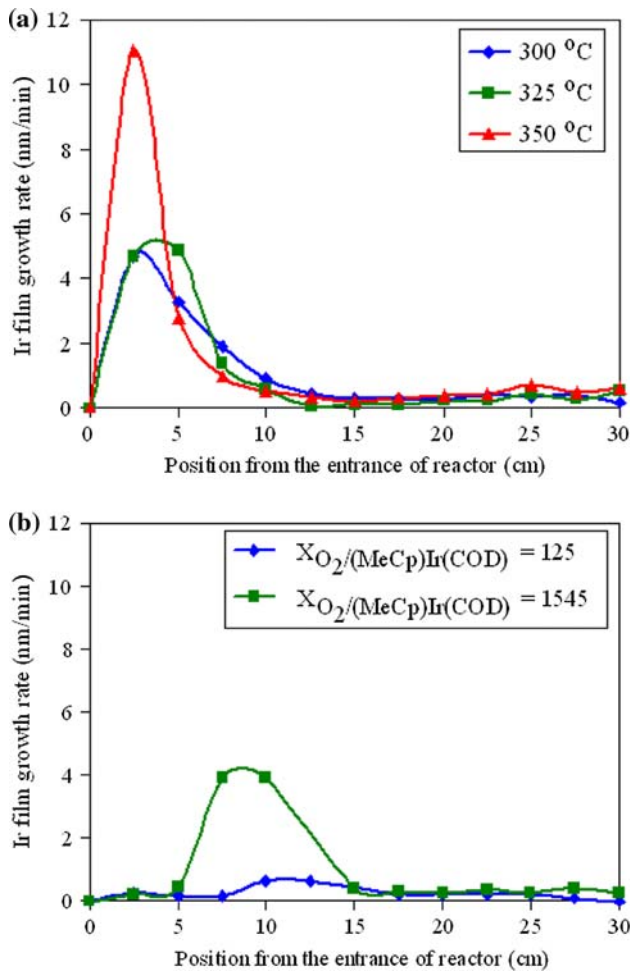 (a)
12
10
8
6
4
2
0
Ir film growth rate (nm/min)
300 °C
325 °C
350 °C
0 5 10 15 20 25 30
Position from the entrance of reactor (cm)
(b)
12
10
8
6
4
2
0
Ir film growth rate (nm/min)
X O2/(MeCp)Ir(COD) = 125
X O2/(MeCp)Ir(COD) = 1545
0 5 10 15 20 25 30
Position from the entrance of reactor (cm)